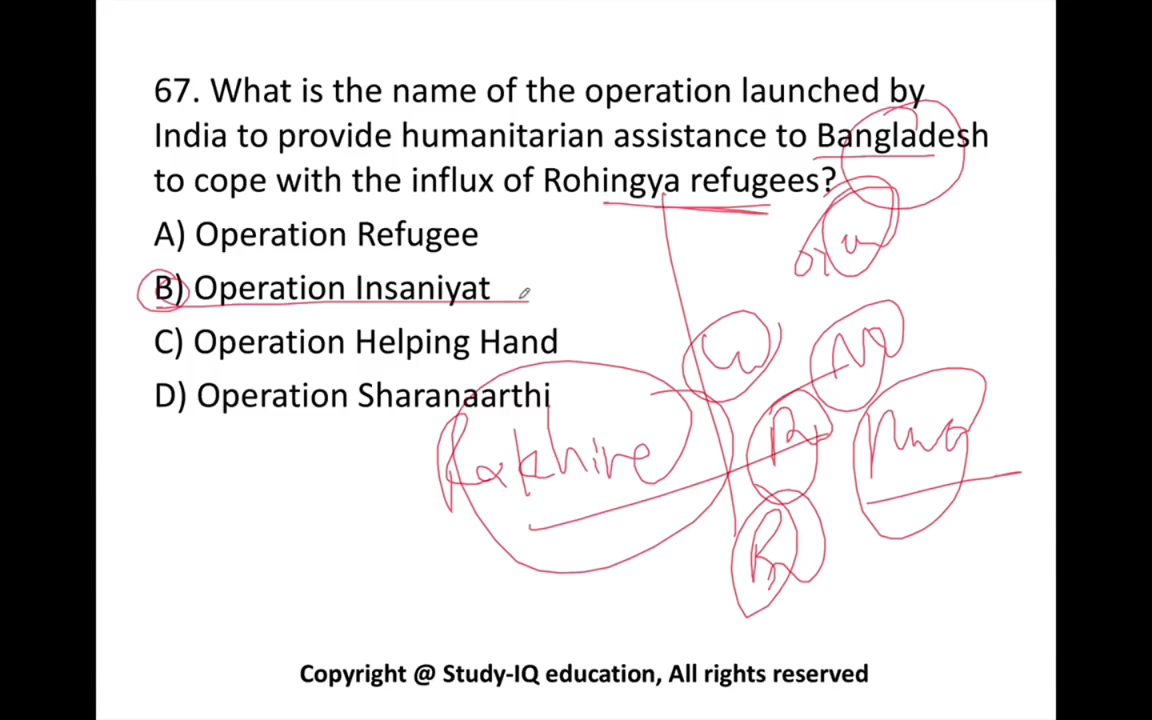 67. What is the name of the operation launched by
India to provide humanitarian assistance to Bangladesh
to cope with the influx of Rohingya refugees?
A) Operation Refugee
B) Operation Insaniyat
C) Operation Helping Hand
D) Operation Sharanaarthi
Rakhine
Copyright @ Study-IQ education, All rights reserved